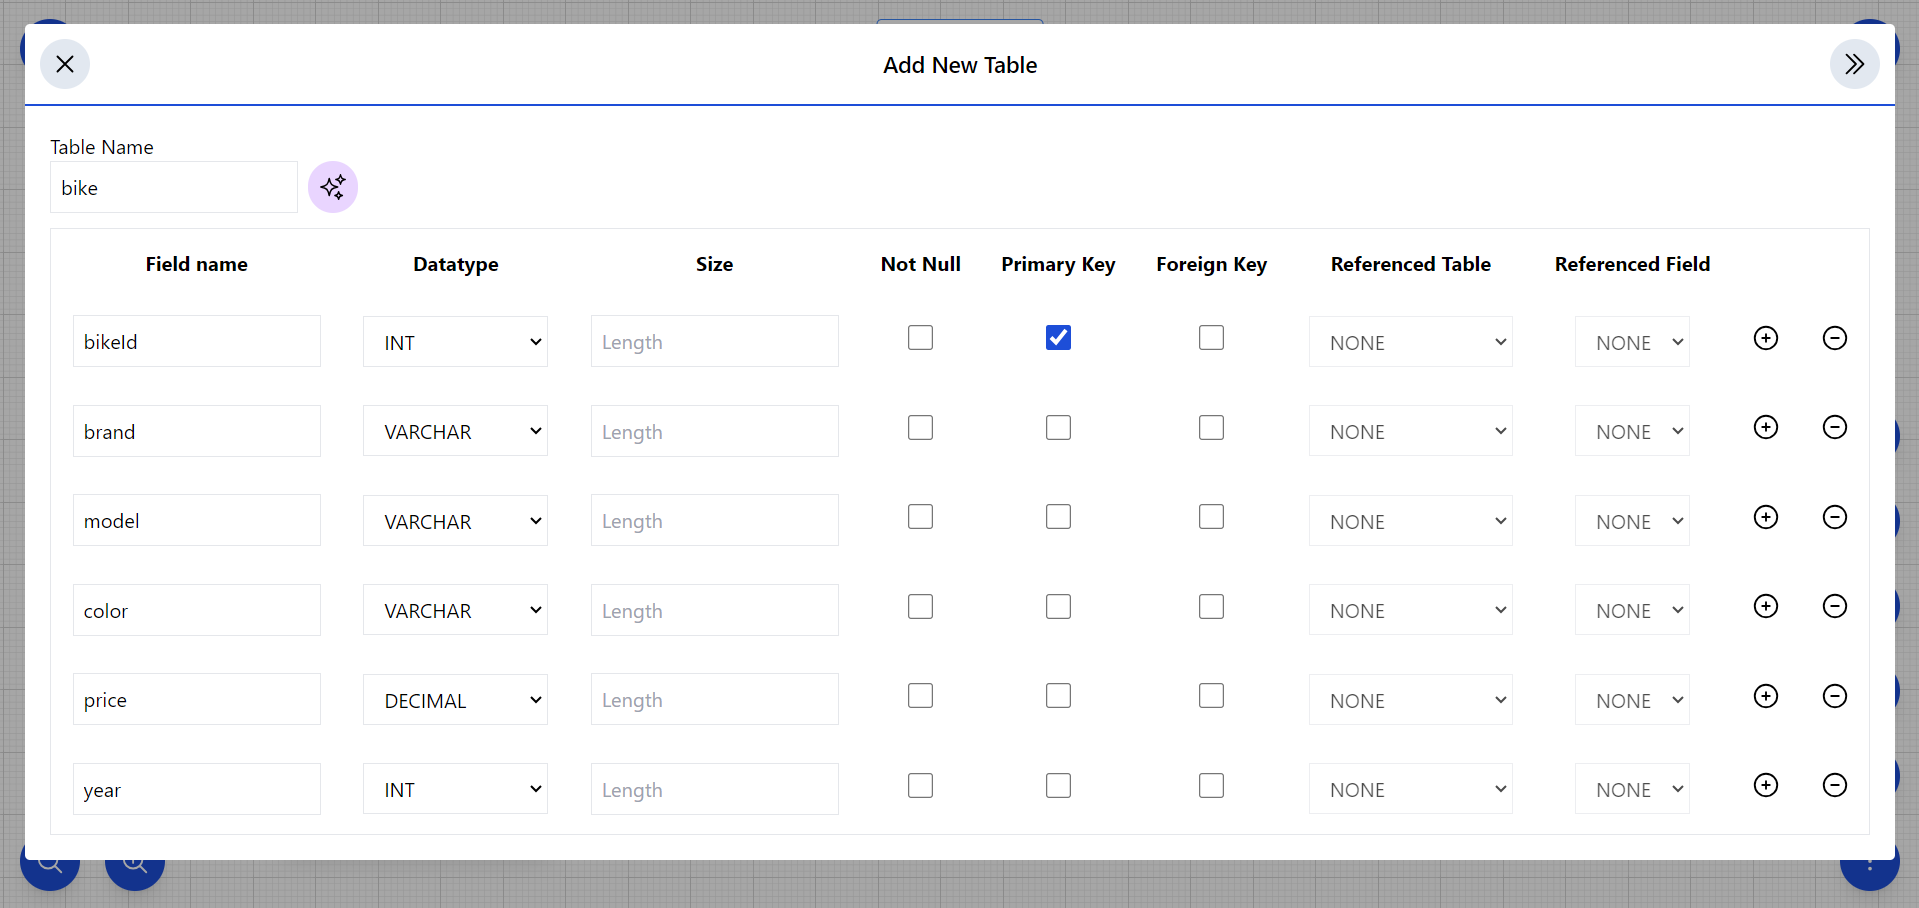 Add New Table
Table Name
bike
Field name Datatype Size Not Null Primary Key Foreign Key Referenced Table Referenced Field
bikeId INT Length NONE NONE
brand VARCHAR Length NONE NONE
model VARCHAR Length NONE NONE
color VARCHAR Length NONE NONE
price DECIMAL Length NONE NONE
year INT Length NONE NONE